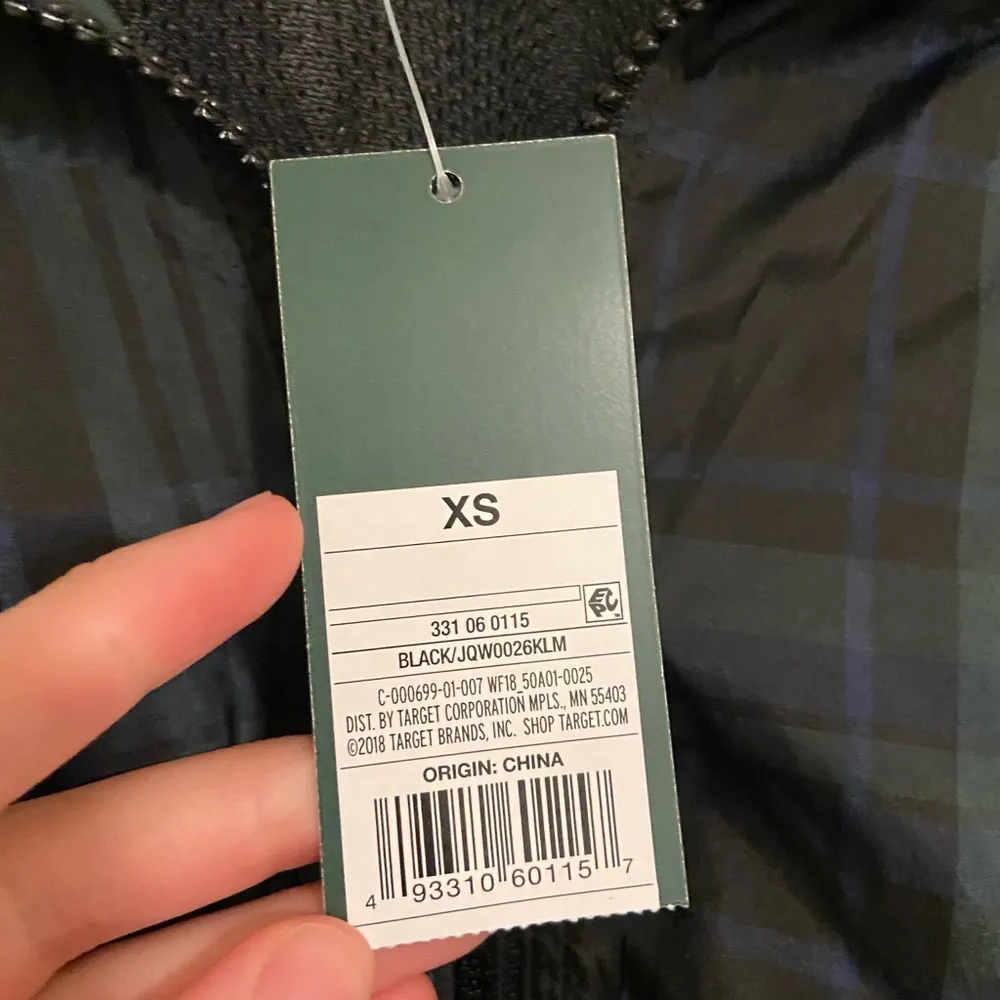 XS
EPC™
331 06 0115
BLACK/JQW0026KLM
C-000699-01-007 WF18_50A01-0025
DIST. BY TARGET CORPORATION MPLS., MN 55403
©2018 TARGET BRANDS, INC. SHOP TARGET.COM
ORIGIN: CHINA
4 93310 60115 7